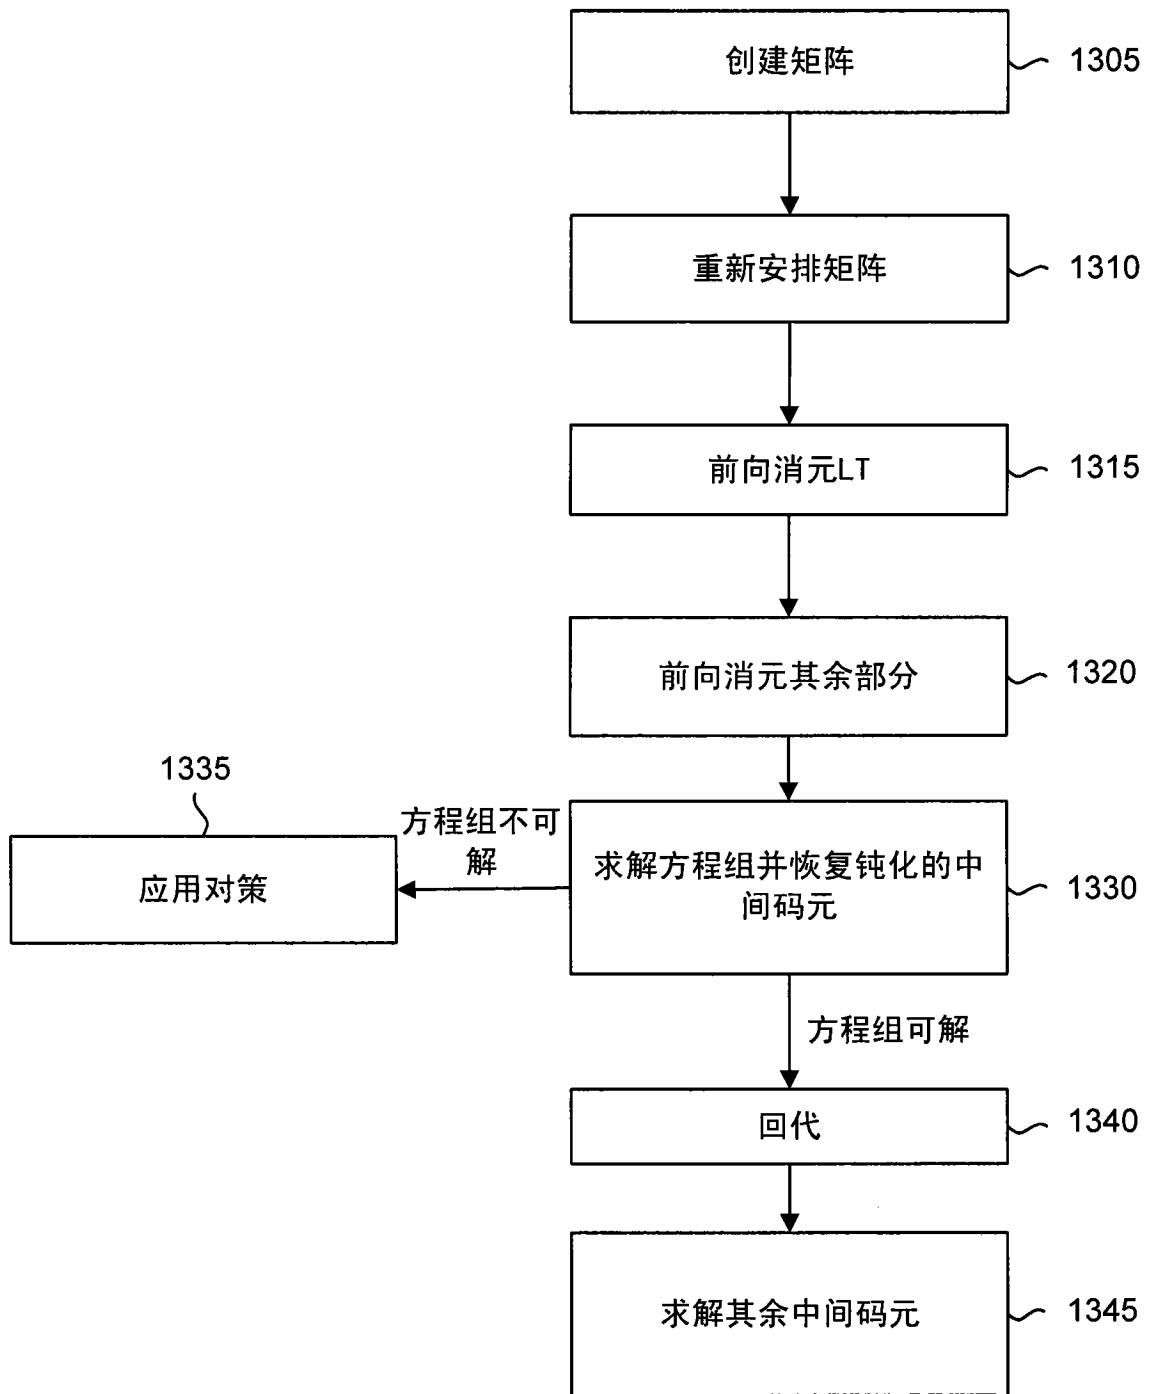 创建矩阵
1305
重新安排矩阵
1310
前向消元LT
1315
前向消元其余部分
1320
1335
方程组不可
解
应用对策
求解方程组并恢复钝化的中
间码元
1330
方程组可解
回代
1340
求解其余中间码元
1345